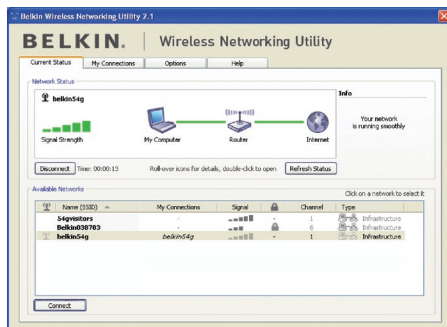 Belkin Wireless Networking Utility 2.1
BELKIN. | Wireless Networking Utility
Current Status My Connections Options Help
Network Status
belkin54g
Info
Your network
is running smoothly
Signal Strength My Computer Router Internet
Disconnect Time: 00:00:13 Roll-over icons for details, double-click to open Refresh Status
Available Networks
Click on a network to select it
Name (SSID) My Connections Signal Channel Type
54gvisitors - - 1 Infrastructure
Belkin038783 - 6 Infrastructure
belkin54g belkin54g - 1 Infrastructure
Connect